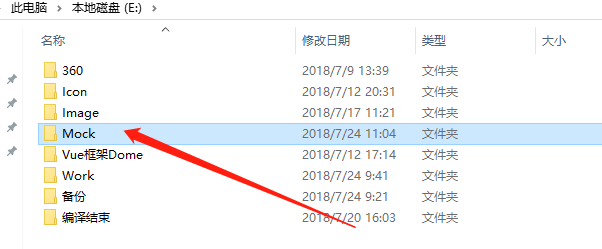 此电脑 > 本地磁盘 (E:) >
名称 修改日期 类型 大小
360 2018/7/9 13:39 文件夹
Icon 2018/7/12 20:31 文件夹
Image 2018/7/17 11:21 文件夹
Mock 2018/7/24 11:04 文件夹
Vue框架Dome 2018/7/12 17:14 文件夹
Work 2018/7/24 9:41 文件夹
备份 2018/7/24 9:21 文件夹
编译结束 2018/7/20 16:03 文件夹